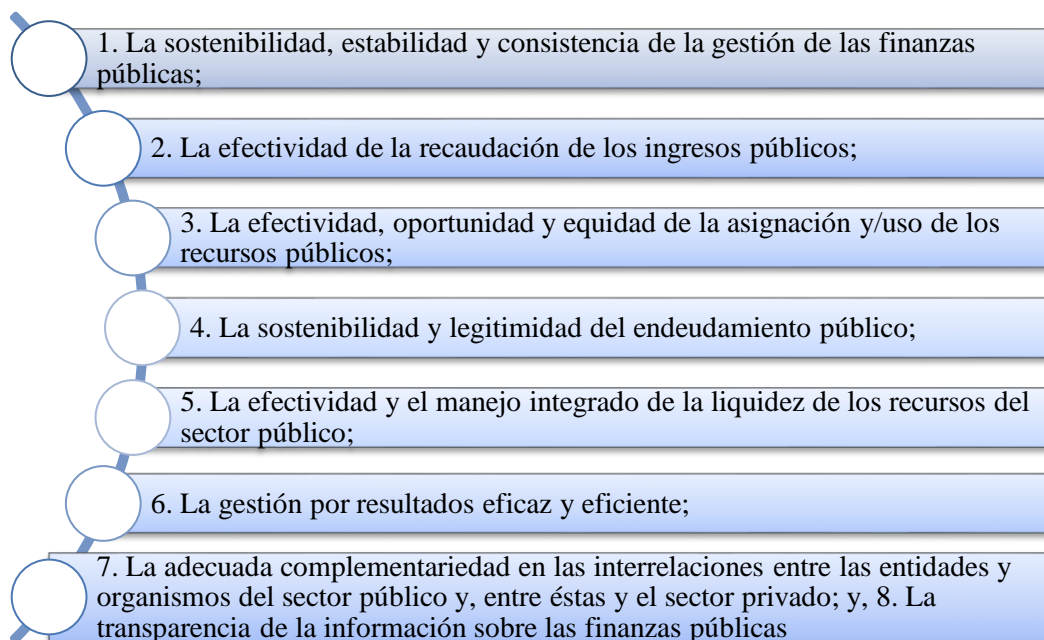 1. La sostenibilidad, estabilidad y consistencia de la gestión de las finanzas
públicas;
2. La efectividad de la recaudación de los ingresos públicos;
3. La efectividad, oportunidad y equidad de la asignación y/uso de los
recursos públicos;
4. La sostenibilidad y legitimidad del endeudamiento público;
5. La efectividad y el manejo integrado de la liquidez de los recursos del
sector público;
6. La gestión por resultados eficaz y eficiente;
7. La adecuada complementariedad en las interrelaciones entre las entidades y
organismos del sector público y, entre éstas y el sector privado; y, 8. La
transparencia de la información sobre las finanzas públicas